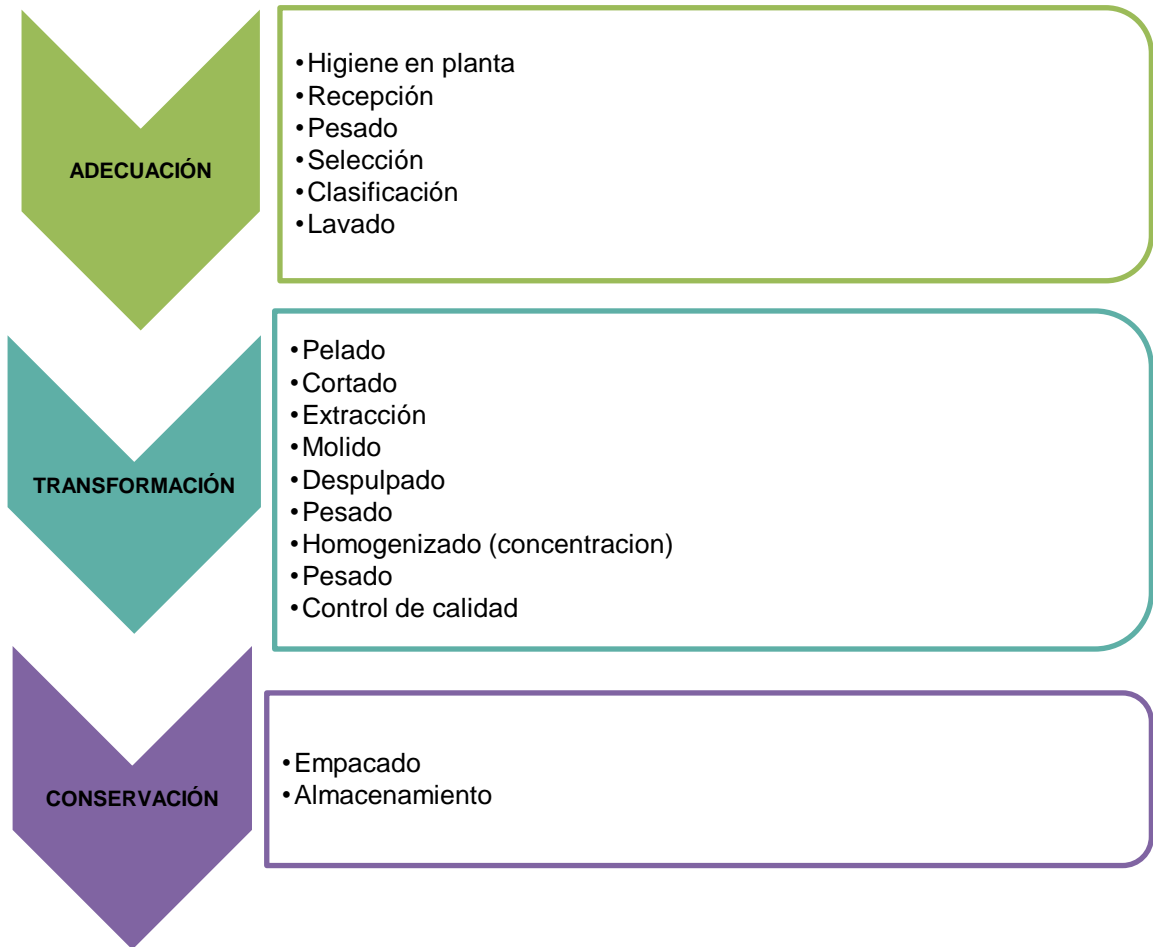 ADECUACIÓN
•Higiene en planta
•Recepción
•Pesado
•Selección
•Clasificación
•Lavado
TRANSFORMACIÓN
•Pelado
•Cortado
•Extracción
•Molido
•Despulpado
•Pesado
•Homogenizado (concentracion)
•Pesado
•Control de calidad
CONSERVACIÓN
•Empacado
•Almacenamiento